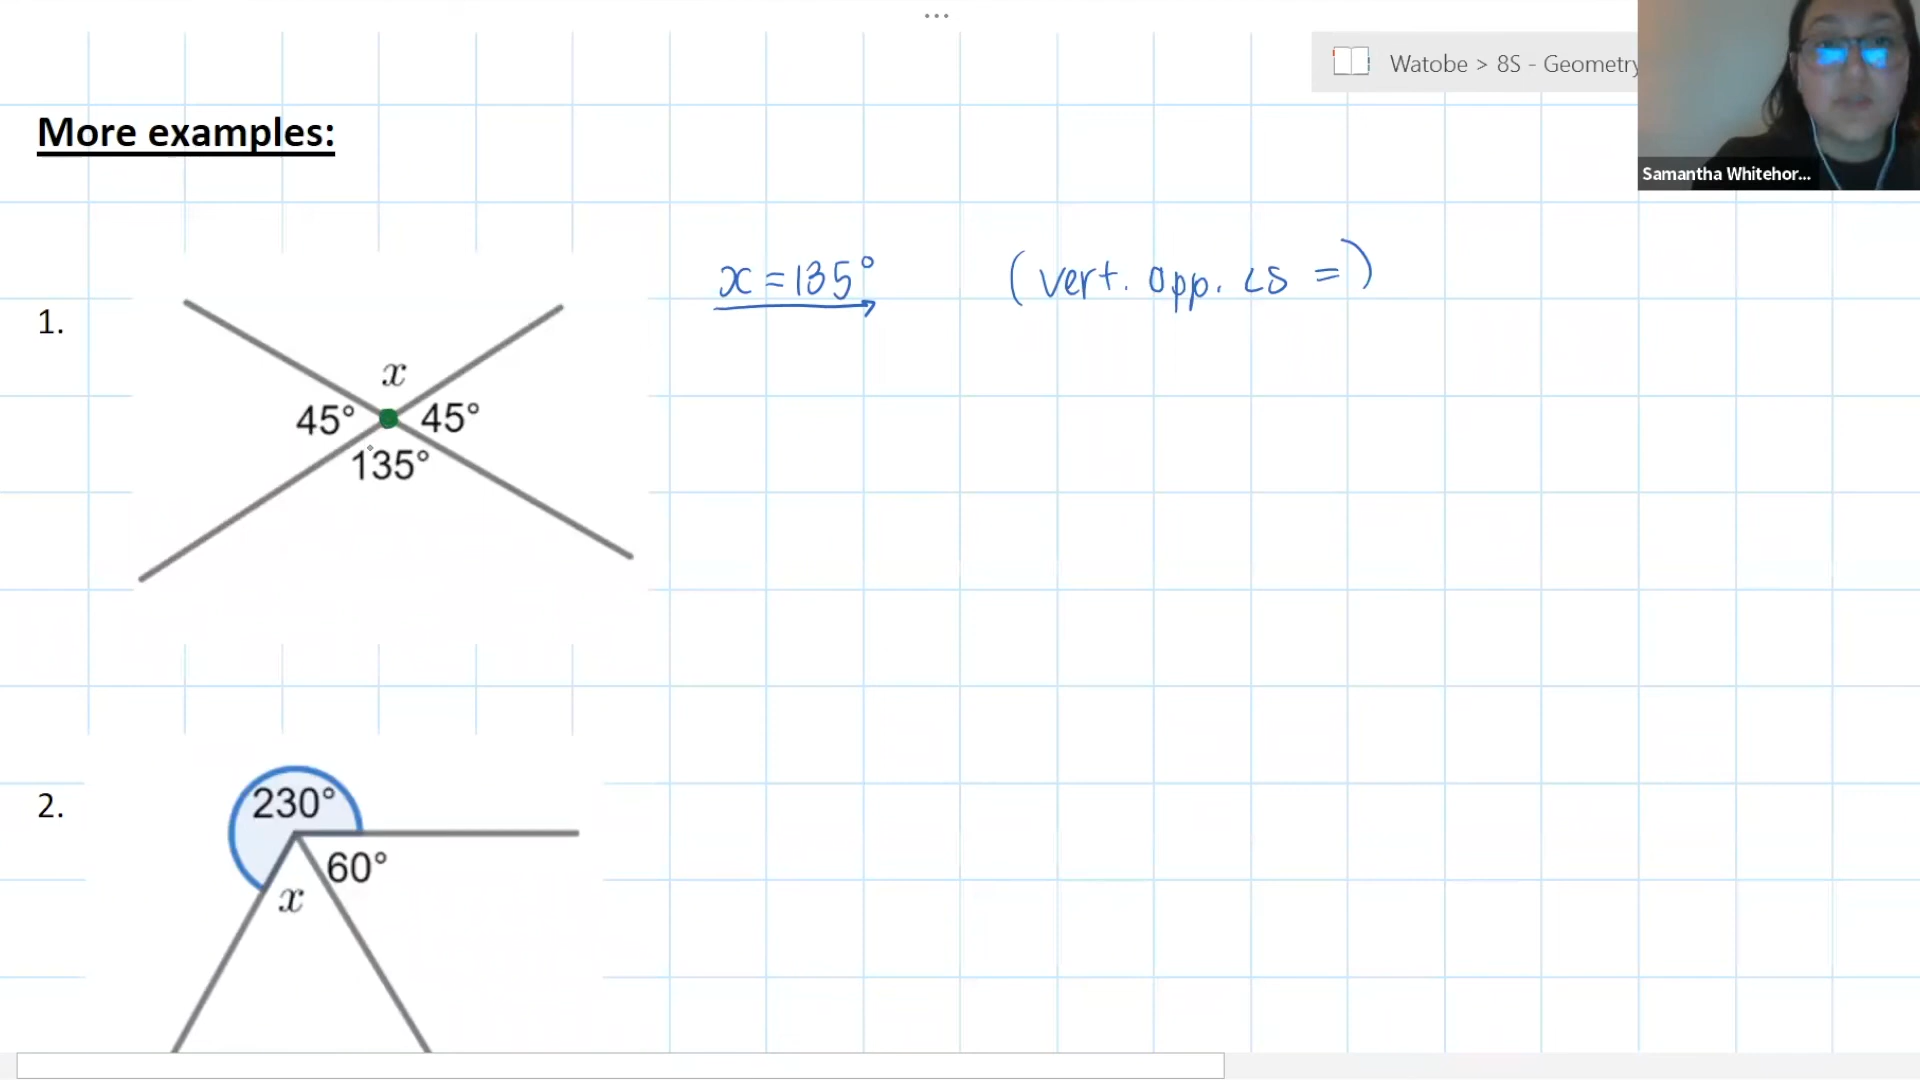 ...
Watobe > 8S - Geometry
Samantha Whitehor...
More examples:
x = 135° (vert. opp. ∠s =)
1.
x
45° 45°
135°
2.
230°
60°
x